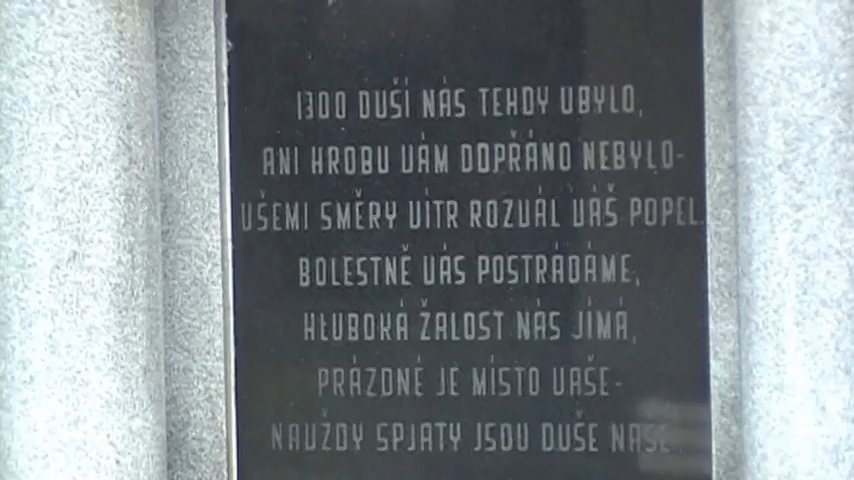 1300 DUŠÍ NÁS TEHDY UBYLO,
ANI HROBU VÁM DOPŘÁNO NEBYLO-
VŠEMI SMĚRY VÍTR ROZVÁL VÁŠ POPEL.
BOLESTNĚ VÁS POSTRÁDÁME,
HLUBOKÁ ŽALOST NÁS JÍMÁ,
PRÁZDNÉ JE MÍSTO VAŠE-
NAVŽDY SPJATY JSOU DUŠE NAŠE